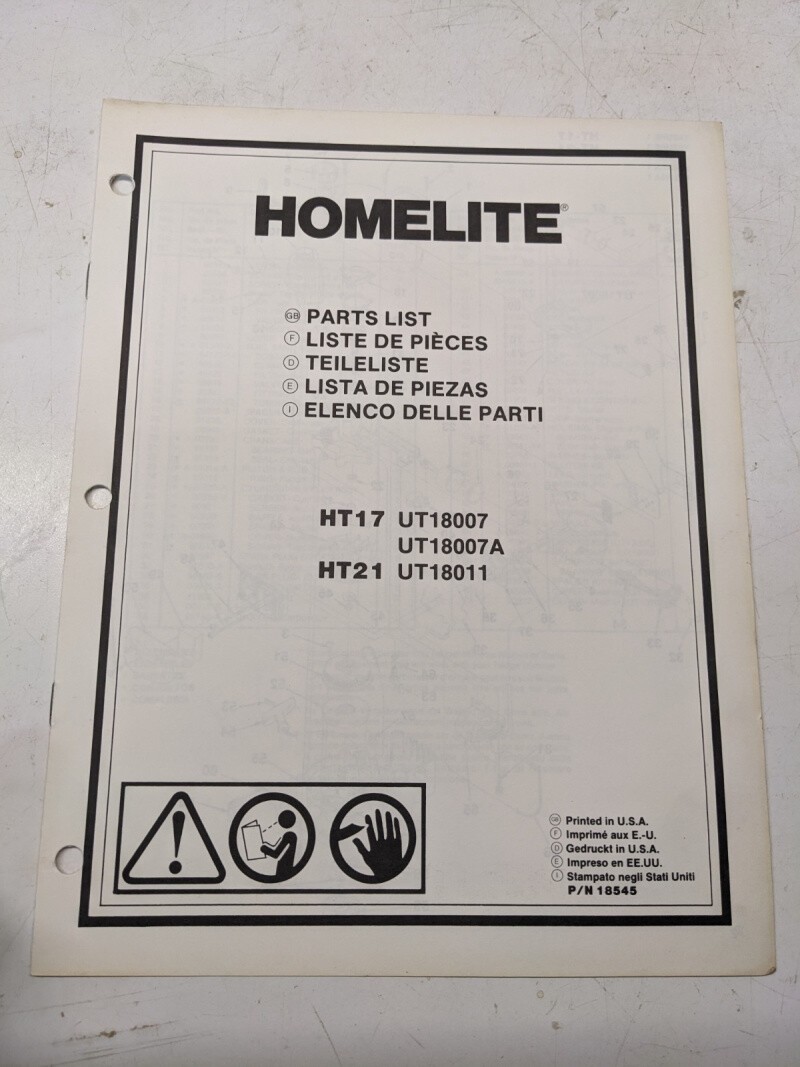 HOMELITE®
GB PARTS LIST
F LISTE DE PIÈCES
D TEILELISTE
E LISTA DE PIEZAS
I ELENCO DELLE PARTI
HT17 UT18007
UT18007A
HT21 UT18011
GB Printed in U.S.A.
F Imprimé aux E.-U.
D Gedruckt in U.S.A.
E Impreso en EE.UU.
I Stampato negli Stati Uniti
P/N 18545